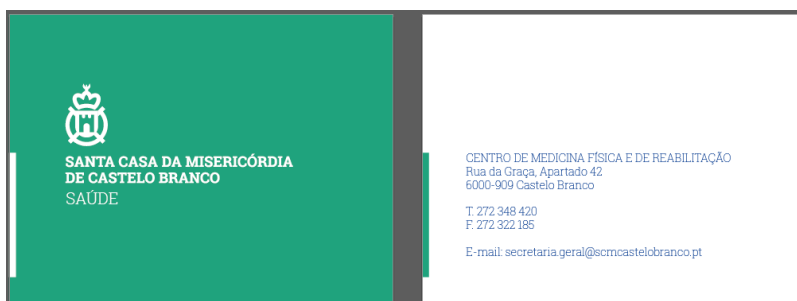 SANTA CASA DA MISERICÓRDIA
DE CASTELO BRANCO
SAÚDE
CENTRO DE MEDICINA FÍSICA E DE REABILITAÇÃO
Rua da Graça, Apartado 42
6000-909 Castelo Branco
T. 272 348 420
F. 272 322 185
E-mail: secretaria.geral@scmcastelobranco.pt